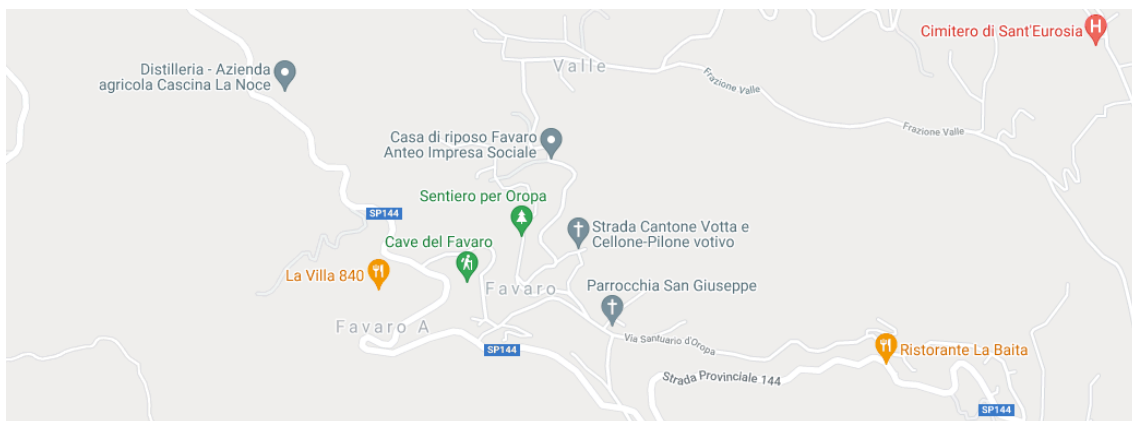 Cimitero di Sant'Eurosia
H
Valle
Distilleria - Azienda
agricola Cascina La Noce
Frazione Valle
Frazione Valle
Casa di riposo Favaro
Anteo Impresa Sociale
Sentiero per Oropa
SP144
Strada Cantone Votta e
Cellone-Pilone votivo
Cave del Favaro
La Villa 840
Favaro
Parrocchia San Giuseppe
Favaro A
Via Santuario d'Oropa
SP144
Ristorante La Baita
Strada Provinciale 144
SP144